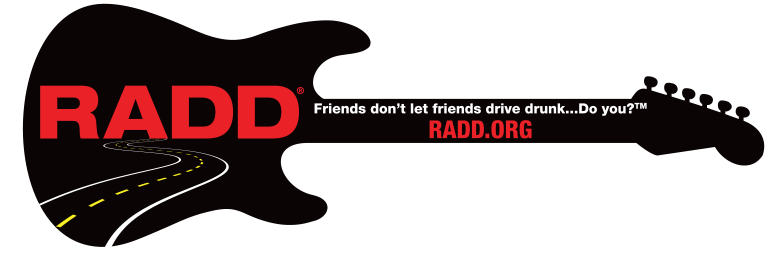 RADD®
Friends don't let friends drive drunk...Do you?™
RADD.ORG